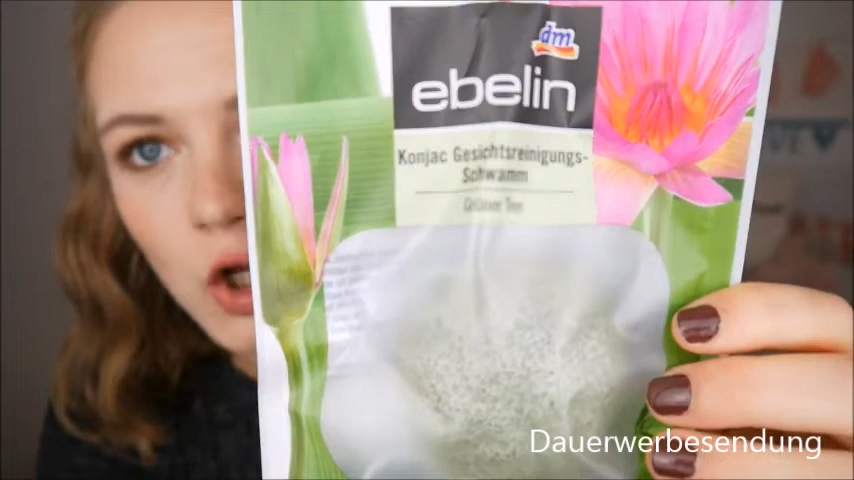 dm
ebelin
Konjac Gesichtsreinigungs-
Schwamm
Grüner Tee
Dauerwerbesendung